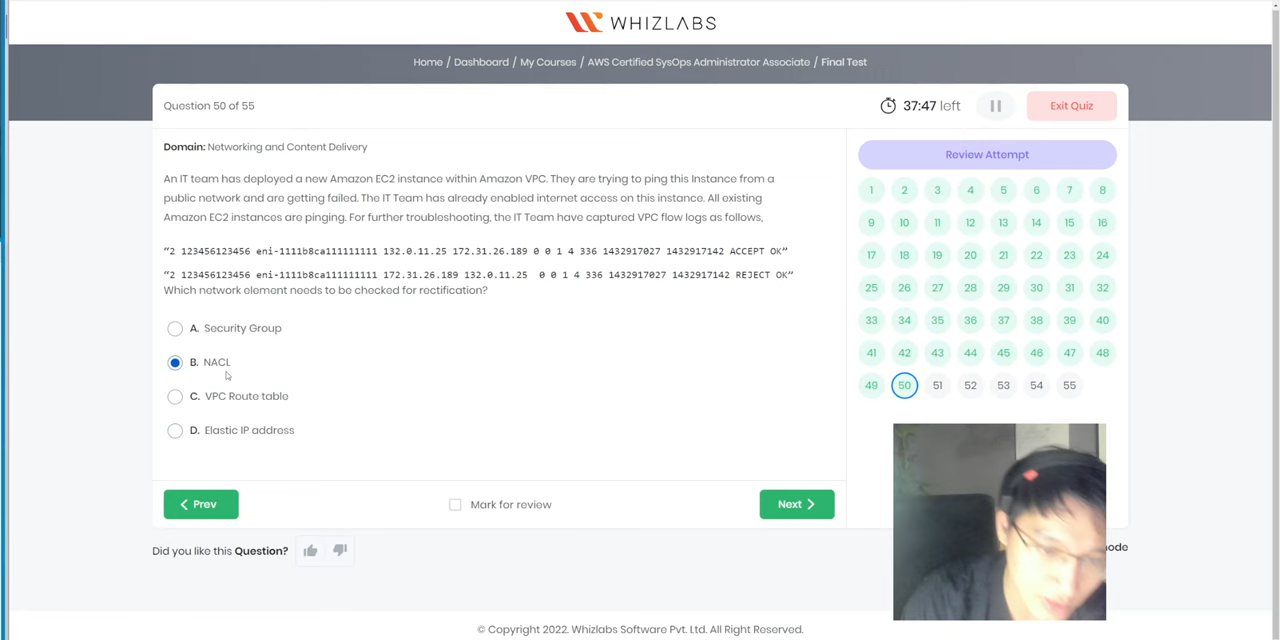 WHIZLABS
Home / Dashboard / My Courses / AWS Certified SysOps Administrator Associate / Final Test
Question 50 of 55
37:47 left
Exit Quiz
Domain: Networking and Content Delivery
Review Attempt
An IT team has deployed a new Amazon EC2 instance within Amazon VPC. They are trying to ping this Instance from a
public network and are getting failed. The IT Team has already enabled internet access on this instance. All existing
Amazon EC2 instances are pinging. For further troubleshooting, the IT Team have captured VPC flow logs as follows,
“2 123456123456 eni-1111b8ca111111111 132.0.11.25 172.31.26.189 0 0 1 4 336 1432917027 1432917142 ACCEPT OK”
“2 123456123456 eni-1111b8ca111111111 172.31.26.189 132.0.11.25 0 0 1 4 336 1432917027 1432917142 REJECT OK”
Which network element needs to be checked for rectification?
A. Security Group
B. NACL
C. VPC Route table
D. Elastic IP address
1 2 3 4 5 6 7 8
9 10 11 12 13 14 15 16
17 18 19 20 21 22 23 24
25 26 27 28 29 30 31 32
33 34 35 36 37 38 39 40
41 42 43 44 45 46 47 48
49 50 51 52 53 54 55
Prev
Mark for review
Next
Did you like this Question?
© Copyright 2022. Whizlabs Software Pvt. Ltd. All Right Reserved.